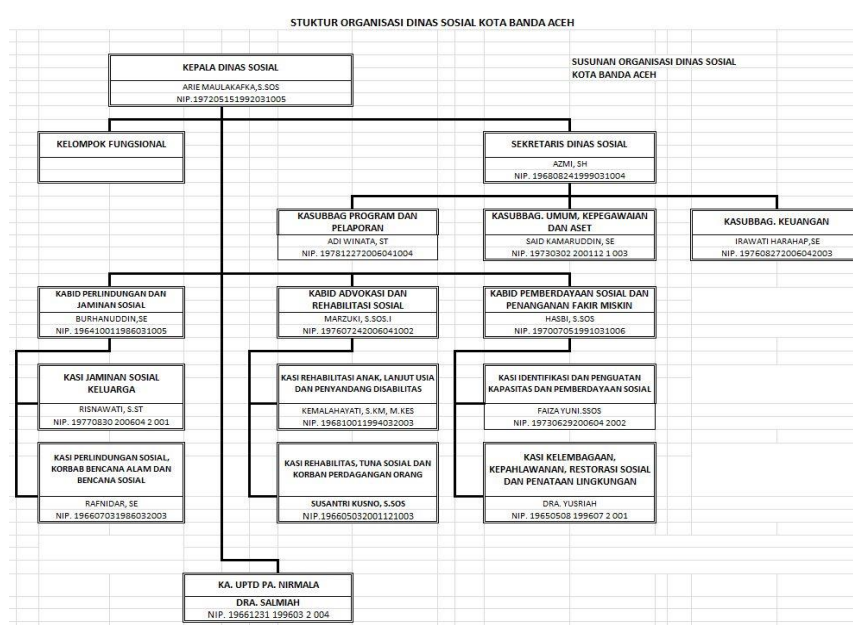 STUKTUR ORGANISASI DINAS SOSIAL KOTA BANDA ACEH
KEPALA DINAS SOSIAL
ARIE MAULAKAFKA,S.SOS
NIP.197205151992031005
SUSUNAN ORGANISASI DINAS SOSIAL
KOTA BANDA ACEH
KELOMPOK FUNGSIONAL
SEKRETARIS DINAS SOSIAL
AZMI, SH
NIP. 196808241999031004
KASUBBAG PROGRAM DAN
PELAPORAN
ADI WINATA, ST
NIP. 197812272006041004
KASUBBAG. UMUM, KEPEGAWAIAN
DAN ASET
SAID KAMARUDDIN, SE
NIP. 19730302 200112 1 003
KASUBBAG. KEUANGAN
IRAWATI HARAHAP,SE
NIP. 197608272006042003
KABID PERLINDUNGAN DAN
JAMINAN SOSIAL
BURHANUDDIN,SE
NIP. 196410011986031005
KABID ADVOKASI DAN
REHABILITASI SOSIAL
MARZUKI, S.SOS.I
NIP. 197607242006041002
KABID PEMBERDAYAAN SOSIAL DAN
PENANGANAN FAKIR MISKIN
HASBI, S.SOS
NIP. 197007051991031006
KASI JAMINAN SOSIAL
KELUARGA
RISNAWATI, S.ST
NIP. 19770830 200604 2 001
KASI REHABILITASI ANAK, LANJUT USIA
DAN PENYANDANG DISABILITAS
KEMALAHAYATI, S.KM, M.KES
NIP. 196810011994032003
KASI IDENTIFIKASI DAN PENGUATAN
KAPASITAS DAN PEMBERDAYAAN SOSIAL
FAIZA YUNI.SSOS
NIP. 19730629200604 2002
KASI PERLINDUNGAN SOSIAL,
KORBAB BENCANA ALAM DAN
BENCANA SOSIAL
RAFNIDAR, SE
NIP. 196607031986032003
KASI REHABILITAS, TUNA SOSIAL DAN
KORBAN PERDAGANGAN ORANG
SUSANTRI KUSNO, S.SOS
NIP.196605032001121003
KASI KELEMBAGAAN,
KEPAHLAWANAN, RESTORASI SOSIAL
DAN PENATAAN LINGKUNGAN
DRA. YUSRIAH
NIP. 19650508 199607 2 001
KA. UPTD PA. NIRMALA
DRA. SALMIAH
NIP. 19661231 199603 2 004